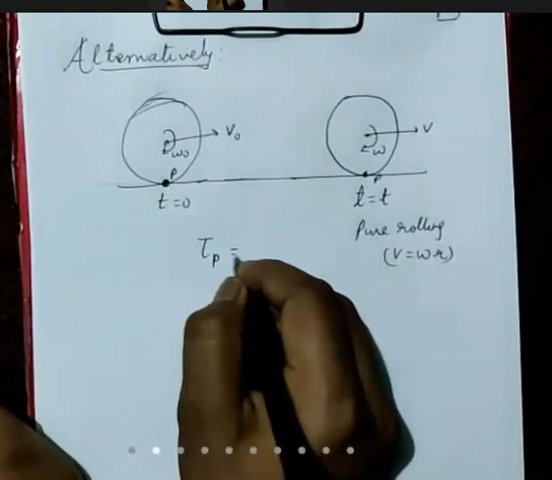 Alternatively:
V₀ V
ω₀ ω
P P
t = 0 t = t
Pure rolling
(V = ωr)
τₚ =